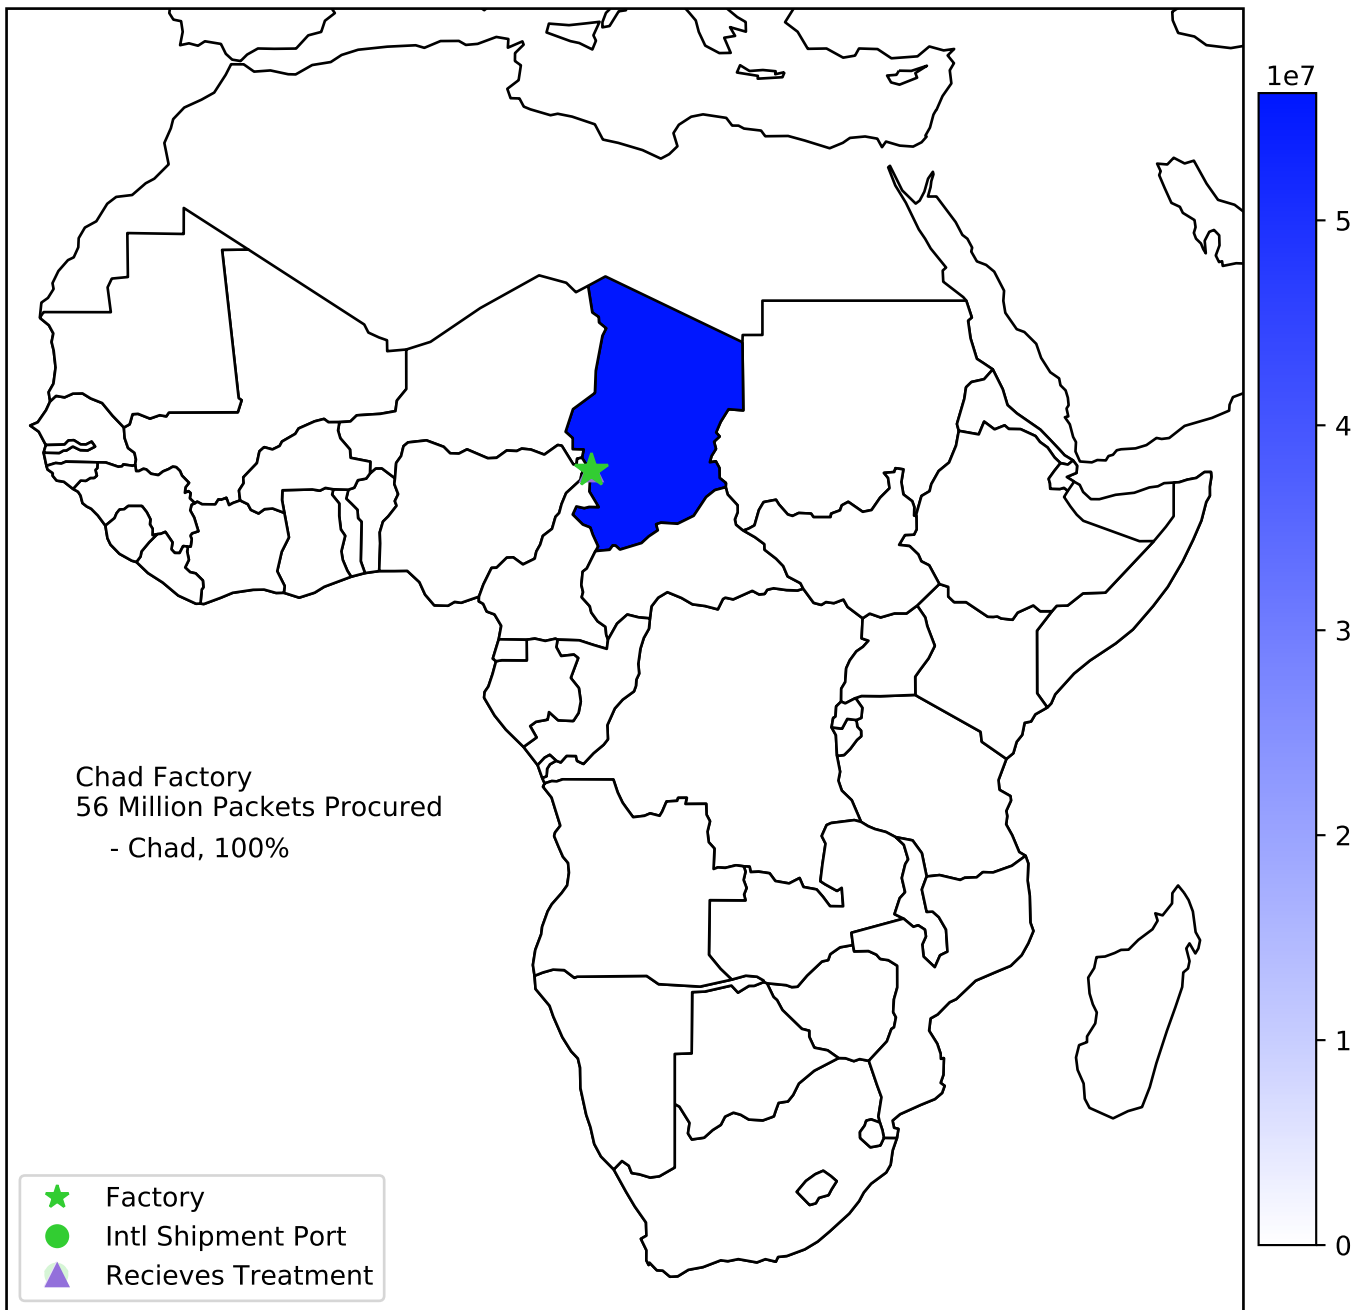 1e7
5
4
3
2
1
0
Chad Factory
56 Million Packets Procured
- Chad, 100%
Factory
Intl Shipment Port
Recieves Treatment